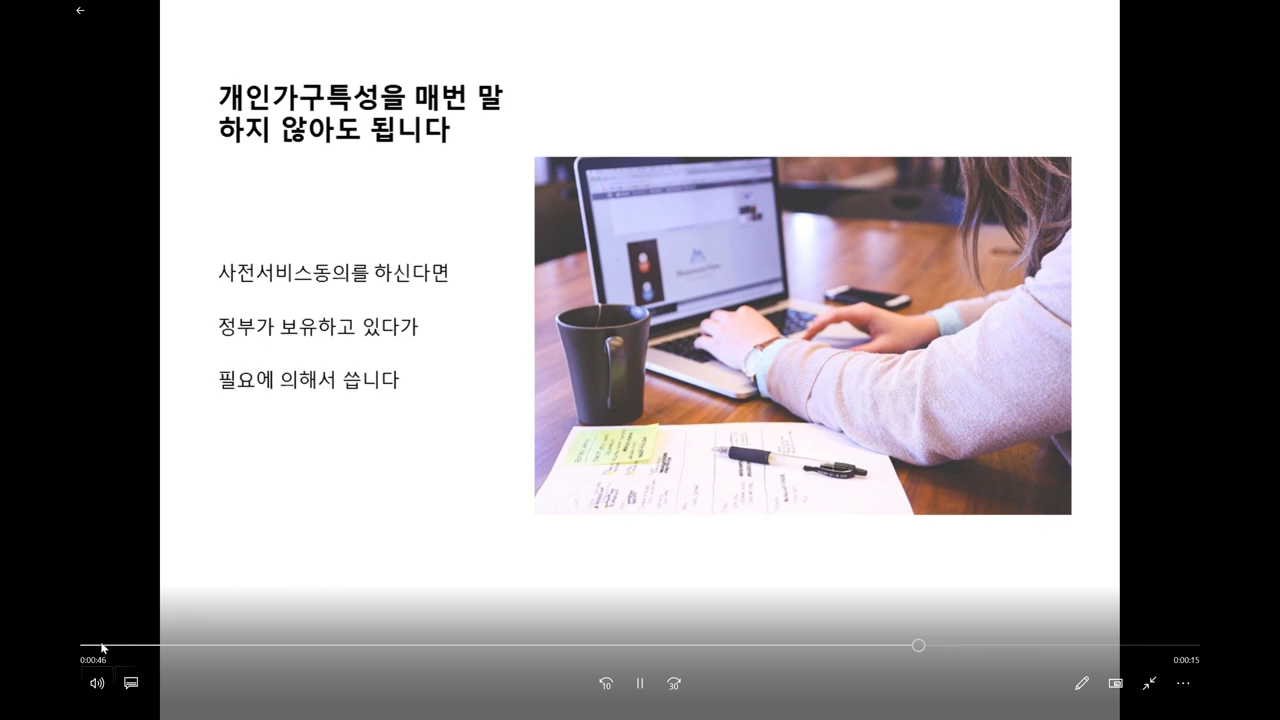 개인가구특성을 매번 말
하지 않아도 됩니다
사전서비스동의를 하신다면
정부가 보유하고 있다가
필요에 의해서 씁니다
0:00:46
0:00:15
10
30